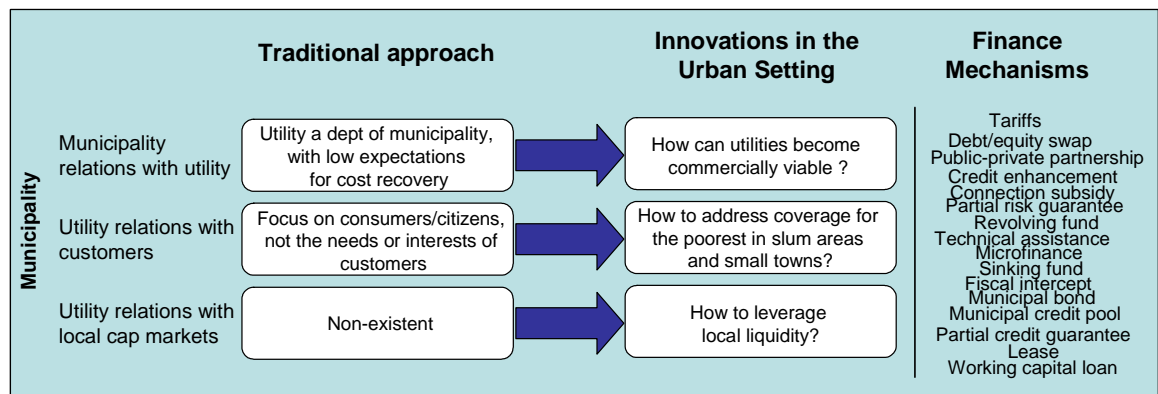 Traditional approach
Innovations in the
Urban Setting
Finance
Mechanisms
Municipality
Municipality
relations with utility
Utility a dept of municipality,
with low expectations
for cost recovery
How can utilities become
commercially viable ?
Utility relations with
customers
Focus on consumers/citizens,
not the needs or interests of
customers
How to address coverage for
the poorest in slum areas
and small towns?
Utility relations with
local cap markets
Non-existent
How to leverage
local liquidity?
Tariffs
Debt/equity swap
Public-private partnership
Credit enhancement
Connection subsidy
Partial risk guarantee
Revolving fund
Technical assistance
Microfinance
Sinking fund
Fiscal intercept
Municipal bond
Municipal credit pool
Partial credit guarantee
Lease
Working capital loan